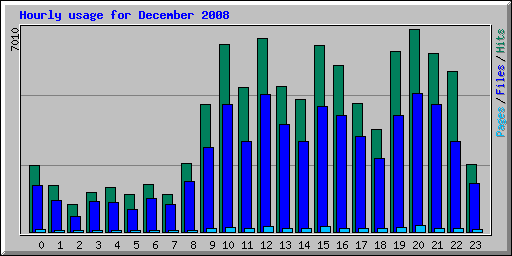 Hourly usage for December 2008
7010
Pages / Files / Hits
0 1 2 3 4 5 6 7 8 9 10 11 12 13 14 15 16 17 18 19 20 21 22 23